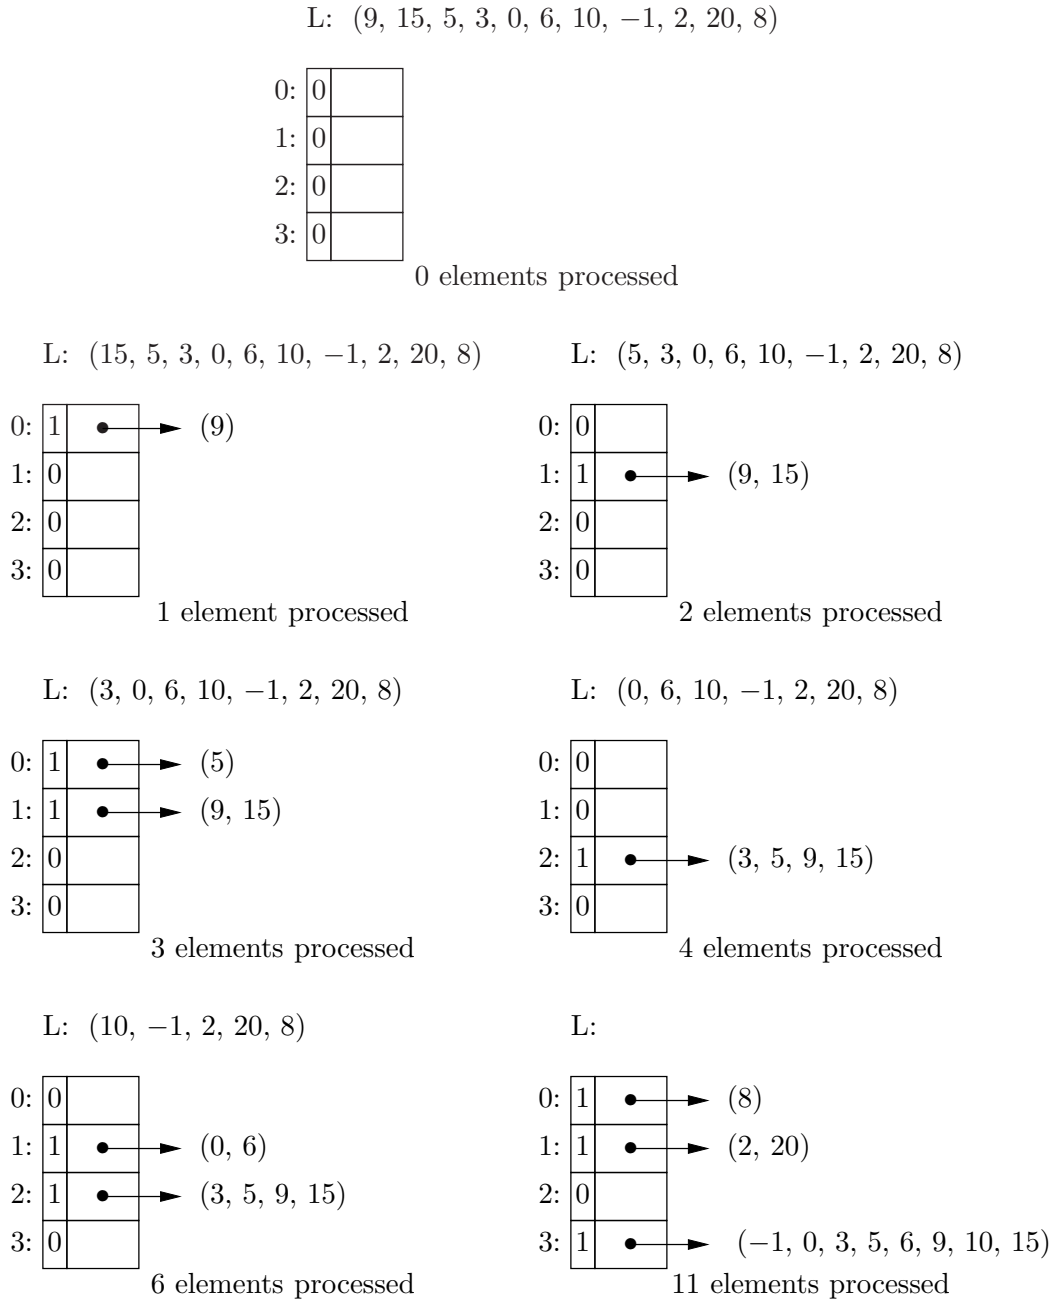 L: (9, 15, 5, 3, 0, 6, 10, −1, 2, 20, 8)
0: 0
1: 0
2: 0
3: 0
0 elements processed
L: (15, 5, 3, 0, 6, 10, −1, 2, 20, 8)
0: 1 (9)
1: 0
2: 0
3: 0
1 element processed
L: (5, 3, 0, 6, 10, −1, 2, 20, 8)
0: 0
1: 1 (9, 15)
2: 0
3: 0
2 elements processed
L: (3, 0, 6, 10, −1, 2, 20, 8)
0: 1 (5)
1: 1 (9, 15)
2: 0
3: 0
3 elements processed
L: (0, 6, 10, −1, 2, 20, 8)
0: 0
1: 0
2: 1 (3, 5, 9, 15)
3: 0
4 elements processed
L: (10, −1, 2, 20, 8)
0: 0
1: 1 (0, 6)
2: 1 (3, 5, 9, 15)
3: 0
6 elements processed
L:
0: 1 (8)
1: 1 (2, 20)
2: 0
3: 1 (−1, 0, 3, 5, 6, 9, 10, 15)
11 elements processed